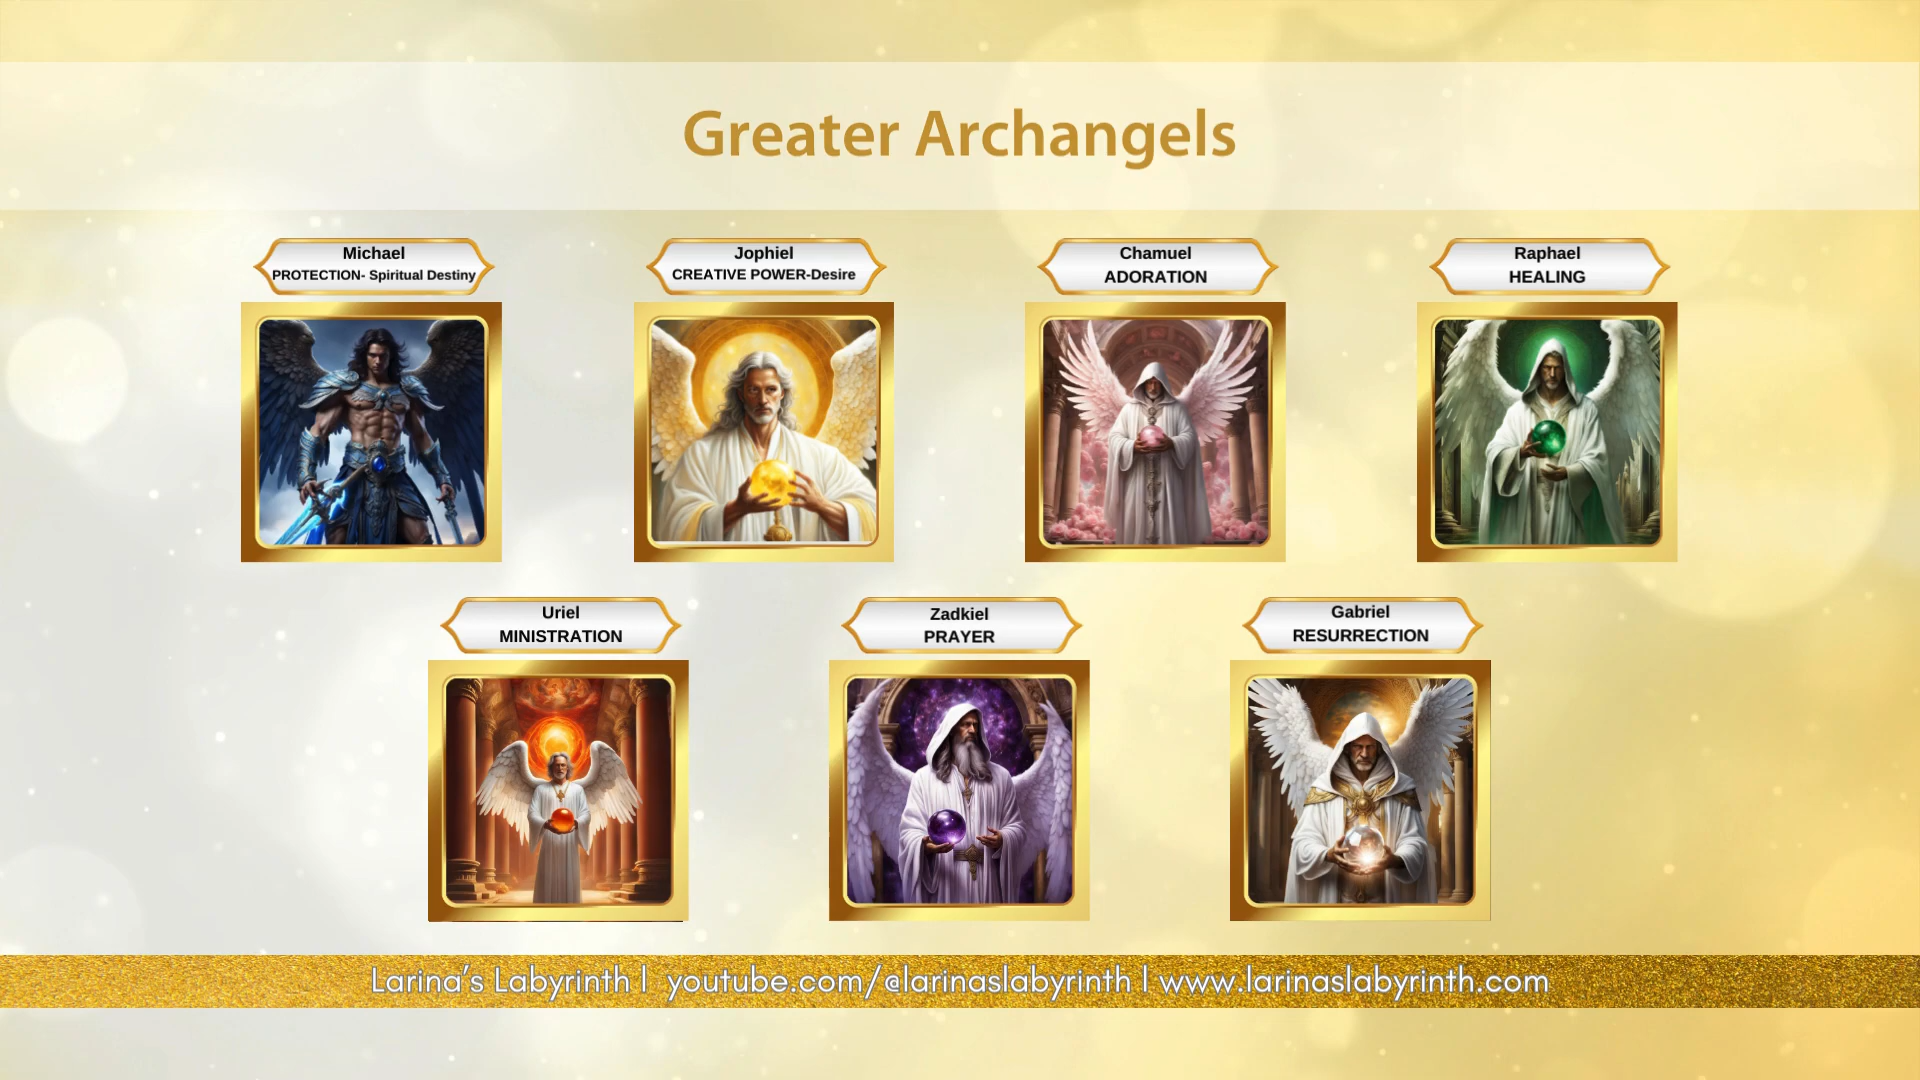 Greater Archangels
Michael
PROTECTION- Spiritual Destiny
Jophiel
CREATIVE POWER-Desire
Chamuel
ADORATION
Raphael
HEALING
Uriel
MINISTRATION
Zadkiel
PRAYER
Gabriel
RESURRECTION
Larina's Labyrinth | youtube.com/@larinaslabyrinth | www.larinaslabyrinth.com